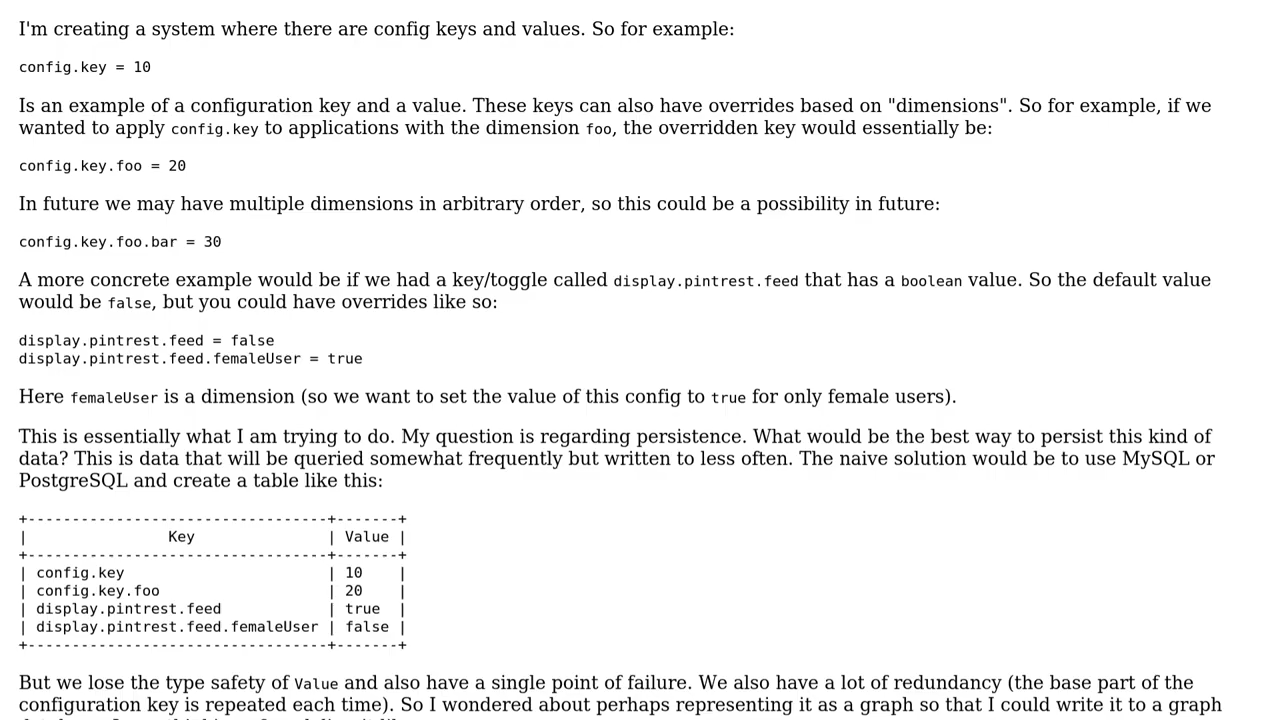 I'm creating a system where there are config keys and values. So for example:
config.key = 10
Is an example of a configuration key and a value. These keys can also have overrides based on "dimensions". So for example, if we
wanted to apply config.key to applications with the dimension foo, the overridden key would essentially be:
config.key.foo = 20
In future we may have multiple dimensions in arbitrary order, so this could be a possibility in future:
config.key.foo.bar = 30
A more concrete example would be if we had a key/toggle called display.pintrest.feed that has a boolean value. So the default value
would be false, but you could have overrides like so:
display.pintrest.feed = false
display.pintrest.feed.femaleUser = true
Here femaleUser is a dimension (so we want to set the value of this config to true for only female users).
This is essentially what I am trying to do. My question is regarding persistence. What would be the best way to persist this kind of
data? This is data that will be queried somewhat frequently but written to less often. The naive solution would be to use MySQL or
PostgreSQL and create a table like this:
+-----------------------------------+-------+
|                Key                | Value |
+-----------------------------------+-------+
| config.key                        | 10    |
| config.key.foo                    | 20    |
| display.pintrest.feed             | true  |
| display.pintrest.feed.femaleUser | false |
+-----------------------------------+-------+
But we lose the type safety of Value and also have a single point of failure. We also have a lot of redundancy (the base part of the
configuration key is repeated each time). So I wondered about perhaps representing it as a graph so that I could write it to a graph